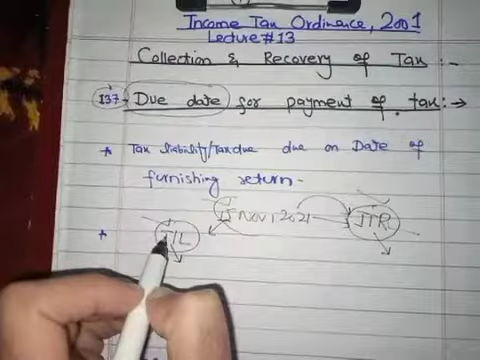 Income Tax Ordinance, 2001
Lecture #13
Collection & Recovery of Tax :-
137- Due date for payment of tax :→
* Tax liability/Tax due due on Date of
furnishing return-
15 Nov, 2021 ITR
* T/L